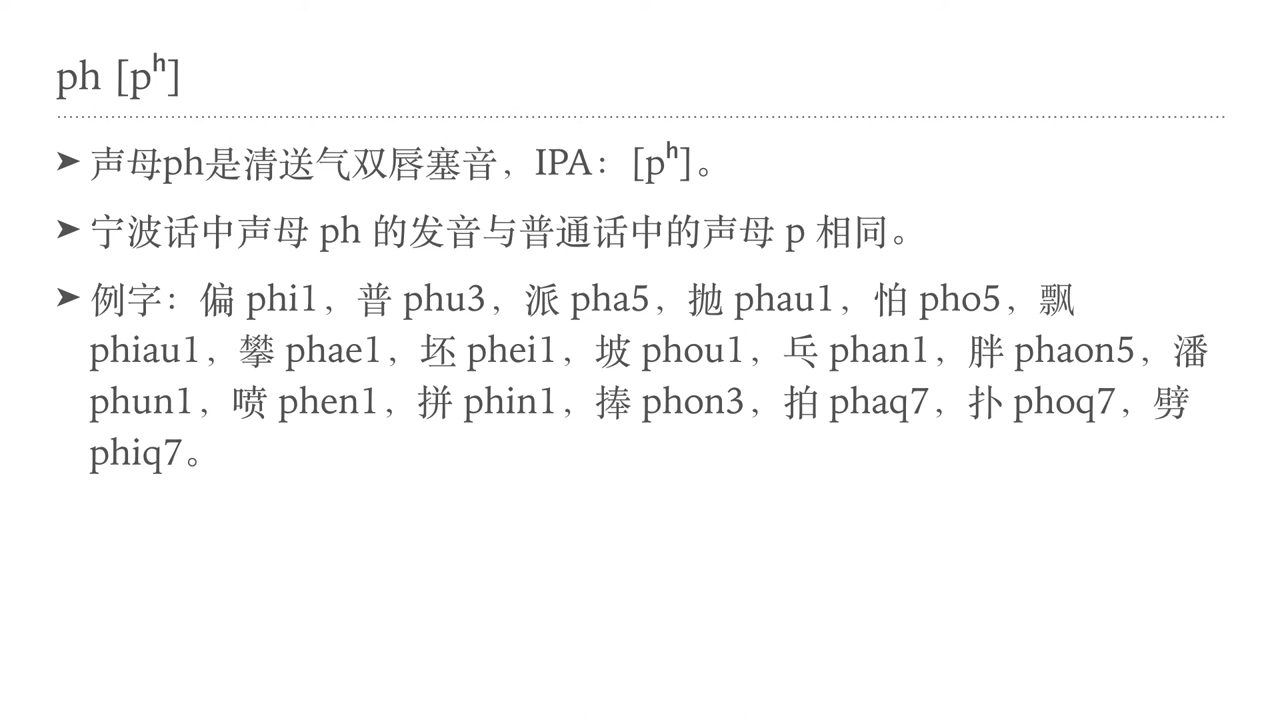 ph [pʰ]
➤ 声母ph是清送气双唇塞音，IPA：[pʰ]。
➤ 宁波话中声母 ph 的发音与普通话中的声母 p 相同。
➤ 例字：偏 phi1，普 phu3，派 pha5，抛 phau1，怕 pho5，飘
phiau1，攀 phae1，坯 phei1，坡 phou1，乓 phan1，胖 phaon5，潘
phun1，喷 phen1，拼 phin1，捧 phon3，拍 phaq7，扑 phoq7，劈
phiq7。